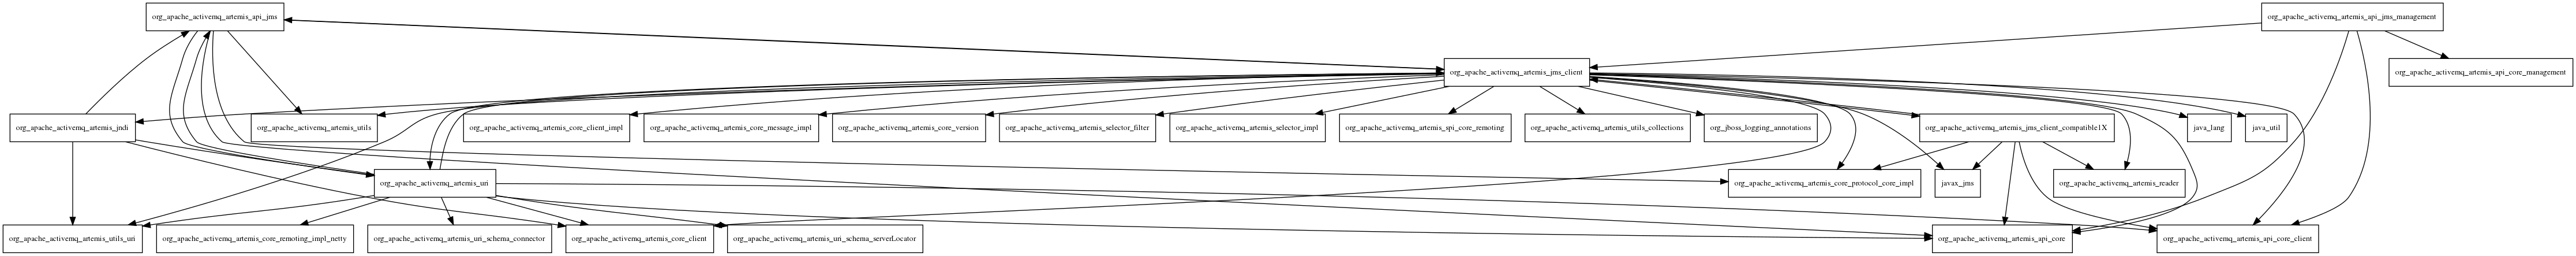 org_apache_activemq_artemis_api_jms
org_apache_activemq_artemis_api_jms_management
org_apache_activemq_artemis_jms_client
org_apache_activemq_artemis_api_core_management
org_apache_activemq_artemis_jndi
org_apache_activemq_artemis_utils
org_apache_activemq_artemis_core_client_impl
org_apache_activemq_artemis_core_message_impl
org_apache_activemq_artemis_core_version
org_apache_activemq_artemis_selector_filter
org_apache_activemq_artemis_selector_impl
org_apache_activemq_artemis_spi_core_remoting
org_apache_activemq_artemis_utils_collections
org_jboss_logging_annotations
org_apache_activemq_artemis_jms_client_compatible1X
java_lang
java_util
org_apache_activemq_artemis_uri
org_apache_activemq_artemis_core_protocol_core_impl
javax_jms
org_apache_activemq_artemis_reader
org_apache_activemq_artemis_utils_uri
org_apache_activemq_artemis_core_remoting_impl_netty
org_apache_activemq_artemis_uri_schema_connector
org_apache_activemq_artemis_core_client
org_apache_activemq_artemis_uri_schema_serverLocator
org_apache_activemq_artemis_api_core
org_apache_activemq_artemis_api_core_client